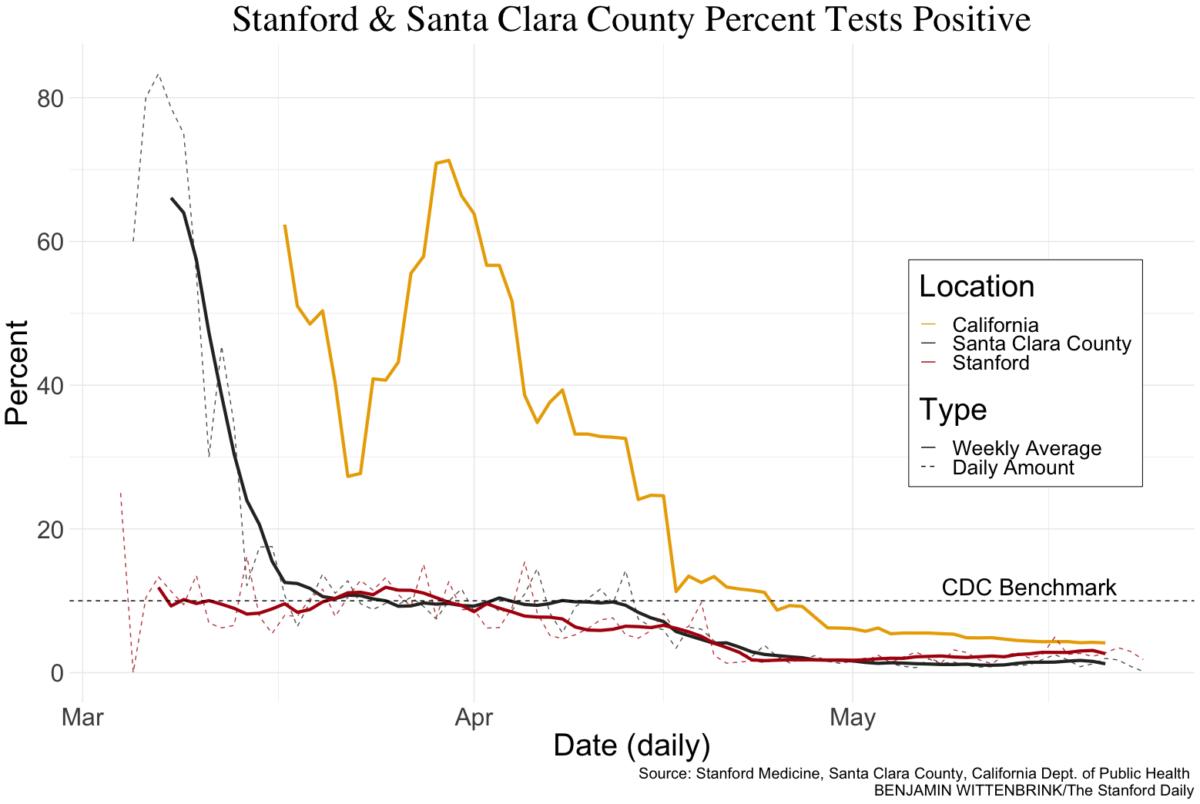 Stanford & Santa Clara County Percent Tests Positive
80
60
40
20
0
Percent
Location
California
Santa Clara County
Stanford
Type
Weekly Average
Daily Amount
CDC Benchmark
Mar
Apr
May
Date (daily)
Source: Stanford Medicine, Santa Clara County, California Dept. of Public Health
BENJAMIN WITTENBRINK/The Stanford Daily